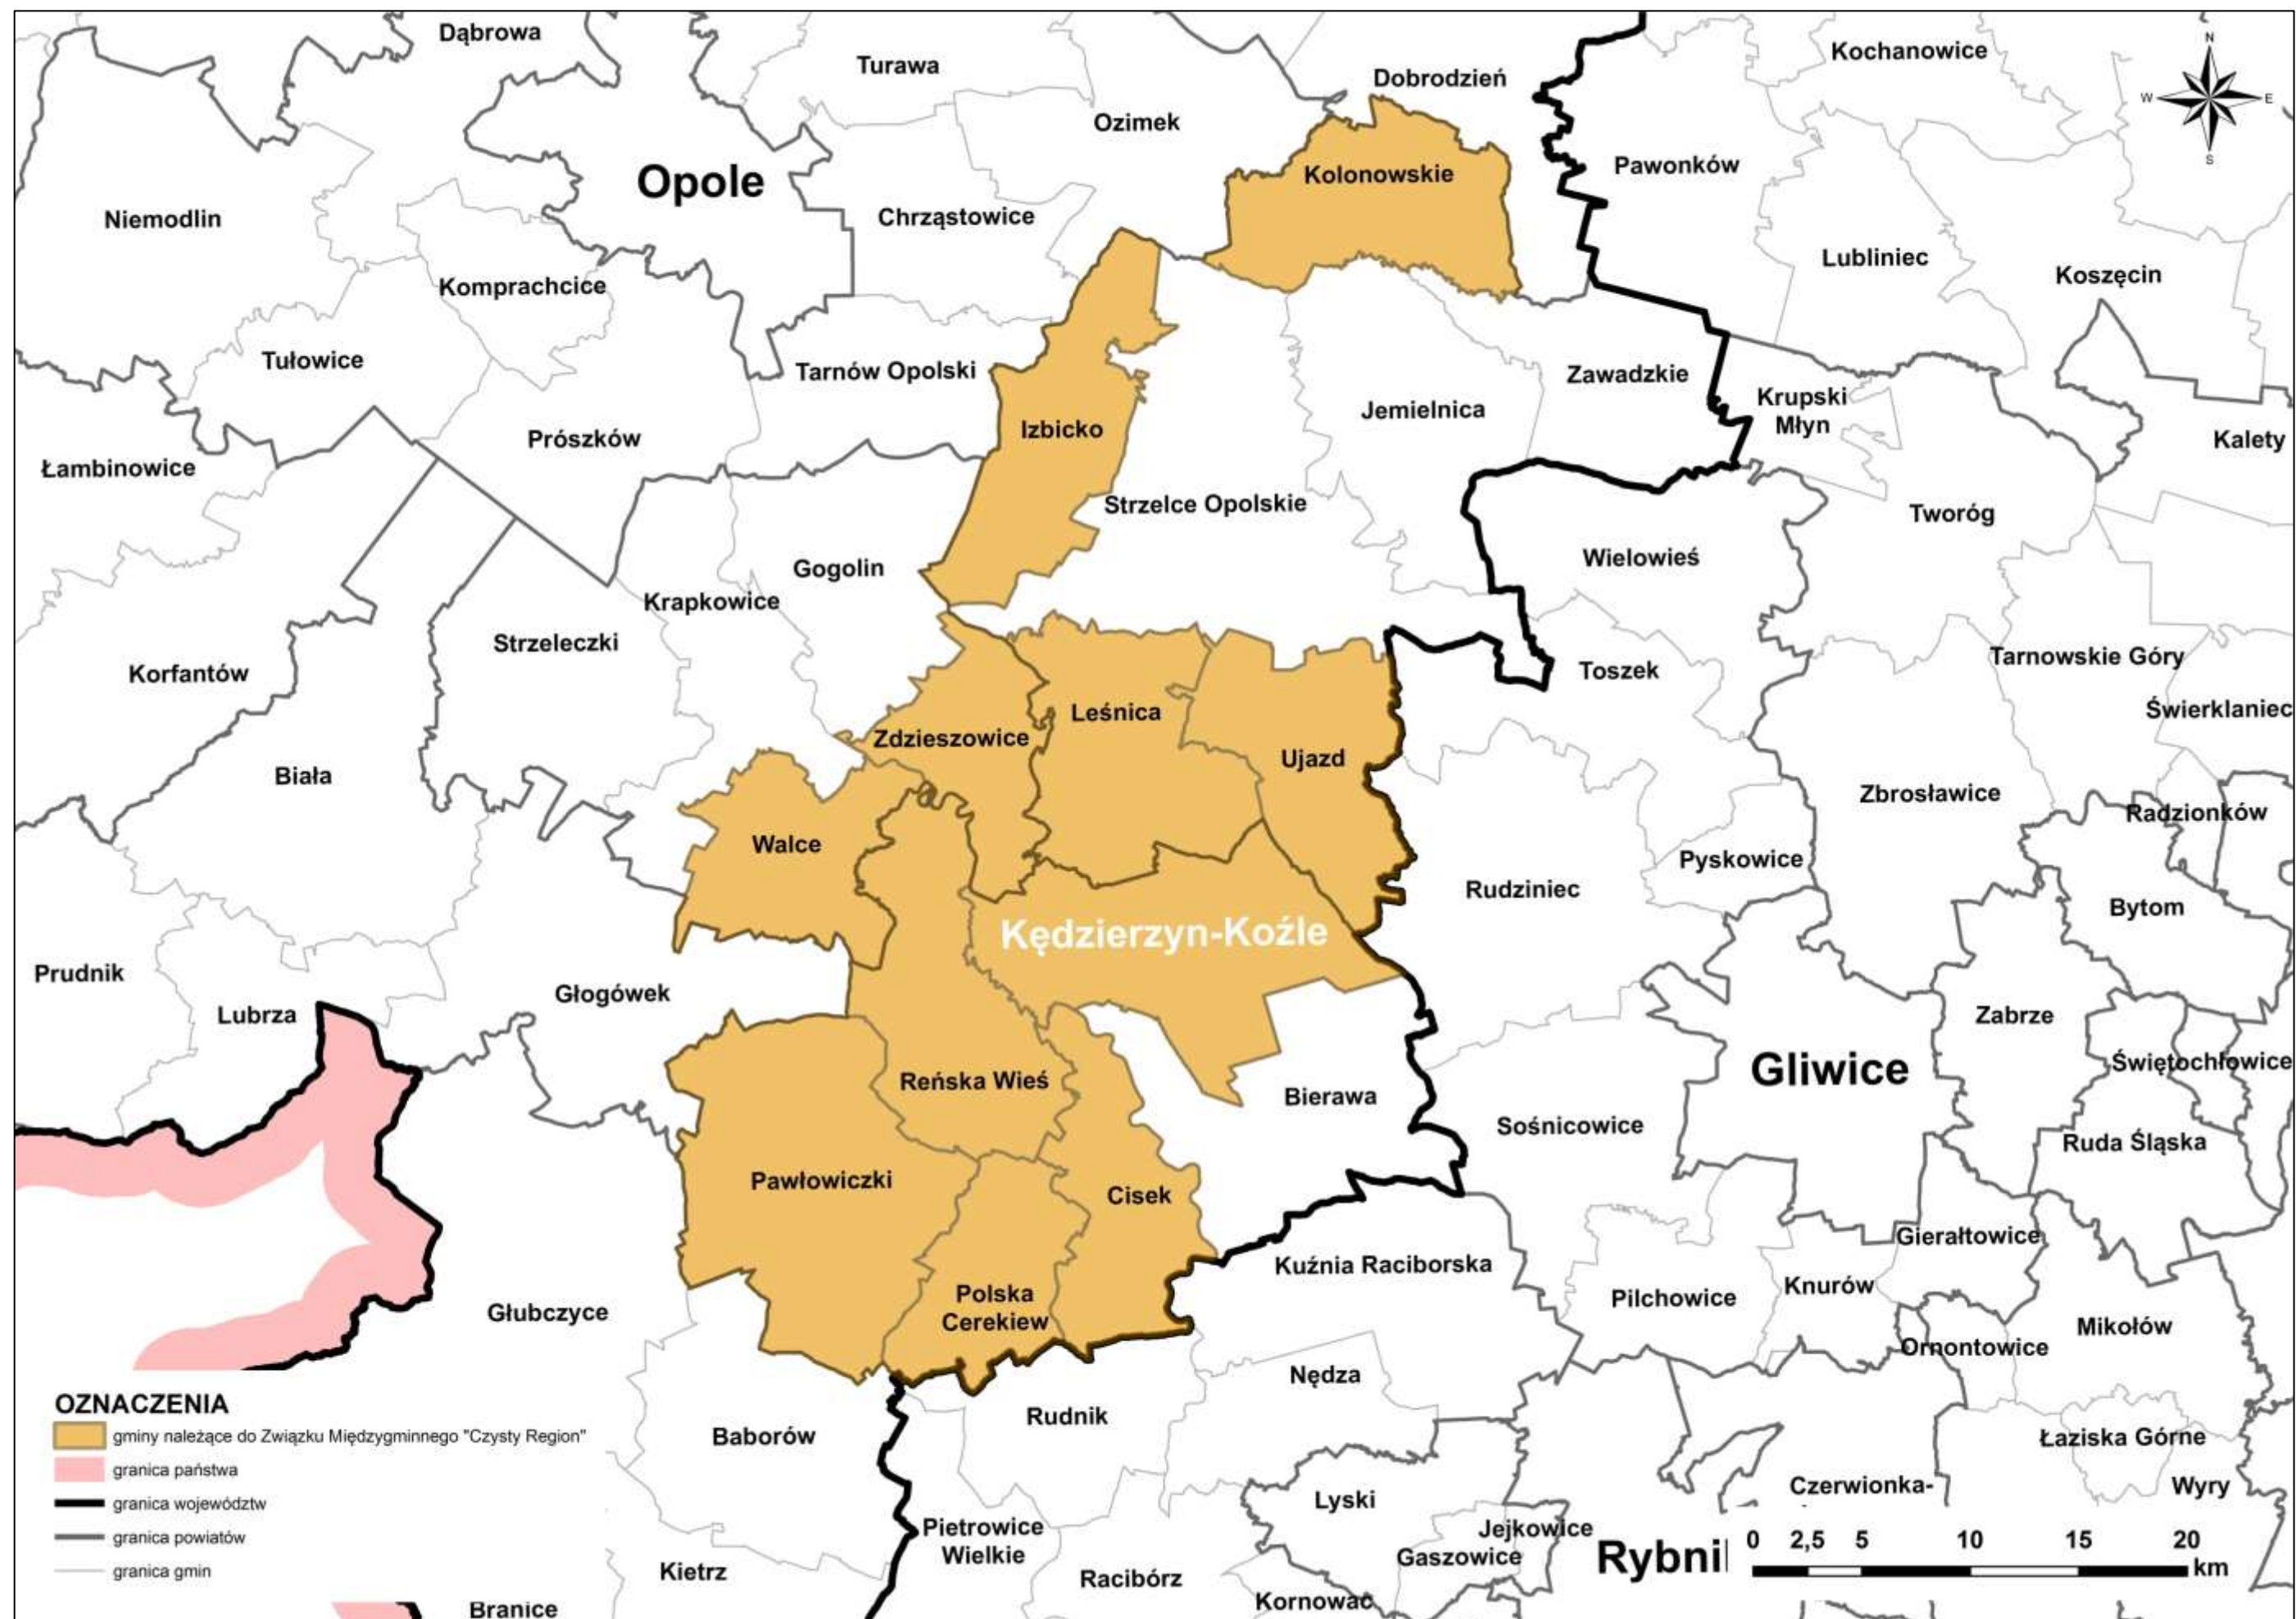 Dąbrowa
Turawa
Kochanowice
N
Dobrodzień
W
E
Ozimek
S
Pawonków
Kolonowskie
Opole
Niemodlin
Chrząstowice
Lubliniec
Koszęcin
Komprachcice
Tułowice
Tarnów Opolski
Zawadzkie
Krupski
Młyn
Jemielnica
Izbicko
Prószków
Kalety
Łambinowice
Strzelce Opolskie
Tworóg
Wielowieś
Gogolin
Krapkowice
Strzeleczki
Tarnowskie Góry
Korfantów
Toszek
Świerklaniec
Leśnica
Zdzieszowice
Ujazd
Biała
Zbrosławice
Radzionków
Walce
Pyskowice
Rudziniec
Bytom
Kędzierzyn-Koźle
Prudnik
Głogówek
Lubrza
Zabrze
Świętochłowice
Gliwice
Reńska Wieś
Bierawa
Sośnicowice
Ruda Śląska
Pawłowiczki
Cisek
Gierałtowice
Kuźnia Raciborska
Knurów
Pilchowice
Polska
Cerekiew
Głubczyce
Mikołów
Ornontowice
Nędza
Rudnik
Baborów
Łaziska Górne
Czerwionka-
Wyry
Lyski
Pietrowice
Wielkie
Jejkowice
Gaszowice
Rybni
Kietrz
Racibórz
Kornowac
Branice
OZNACZENIA
gminy należące do Związku Międzygminnego "Czysty Region"
granica państwa
granica województw
granica powiatów
granica gmin
0 2,5 5 10 15 20
km